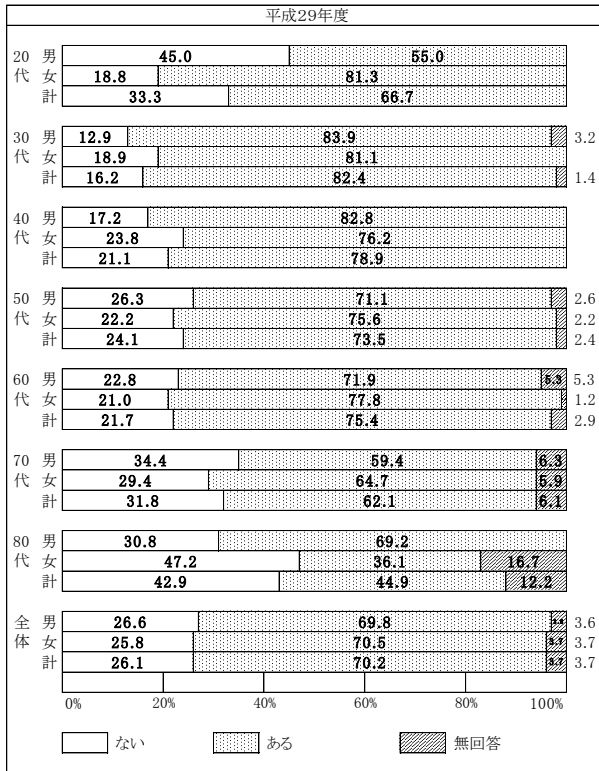 平成29年度
20 男 45.0 55.0
代 女 18.8 81.3
計 33.3 66.7
30 男 12.9 83.9 3.2
代 女 18.9 81.1
計 16.2 82.4 1.4
40 男 17.2 82.8
代 女 23.8 76.2
計 21.1 78.9
50 男 26.3 71.1 2.6
代 女 22.2 75.6 2.2
計 24.1 73.5 2.4
60 男 22.8 71.9 5.3 5.3
代 女 21.0 77.8 1.2
計 21.7 75.4 2.9
70 男 34.4 59.4 6.3
代 女 29.4 64.7 5.9
計 31.8 62.1 6.1
80 男 30.8 69.2
代 女 47.2 36.1 16.7
計 42.9 44.9 12.2
全 男 26.6 69.8 3.6 3.6
体 女 25.8 70.5 3.7 3.7
計 26.1 70.2 3.7 3.7
0% 20% 40% 60% 80% 100%
ない ある 無回答